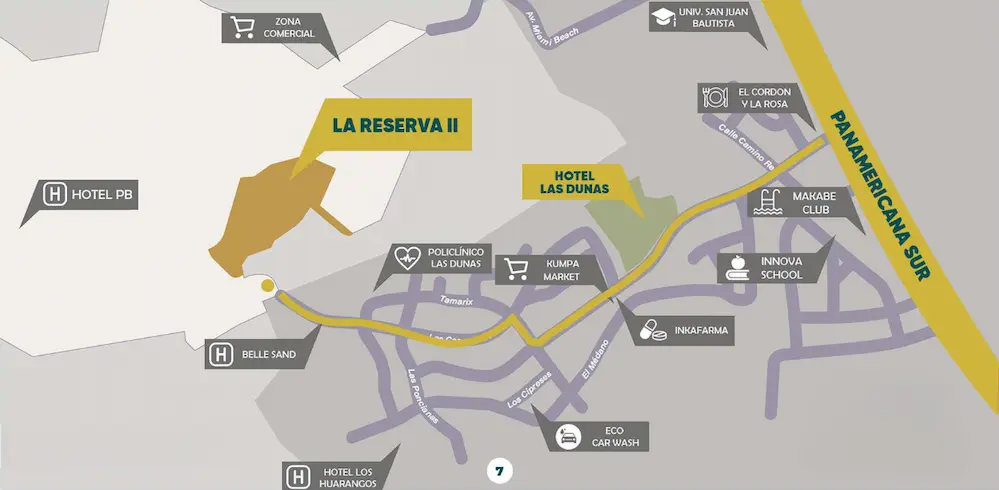 ZONA
COMERCIAL
Av. Miami Beach
UNIV. SAN JUAN
BAUTISTA
EL CORDON
Y LA ROSA
LA RESERVA II
Calle Camino Re
PANAMERICANA SUR
HOTEL
LAS DUNAS
H HOTEL PB
MAKABE
CLUB
POLICLÍNICO
LAS DUNAS
KUMPA
MARKET
INNOVA
SCHOOL
Tamarix
INKAFARMA
H BELLE SAND
El Médano
Las Poncianas
Los Cipreses
ECO
CAR WASH
H HOTEL LOS
HUARANGOS
7